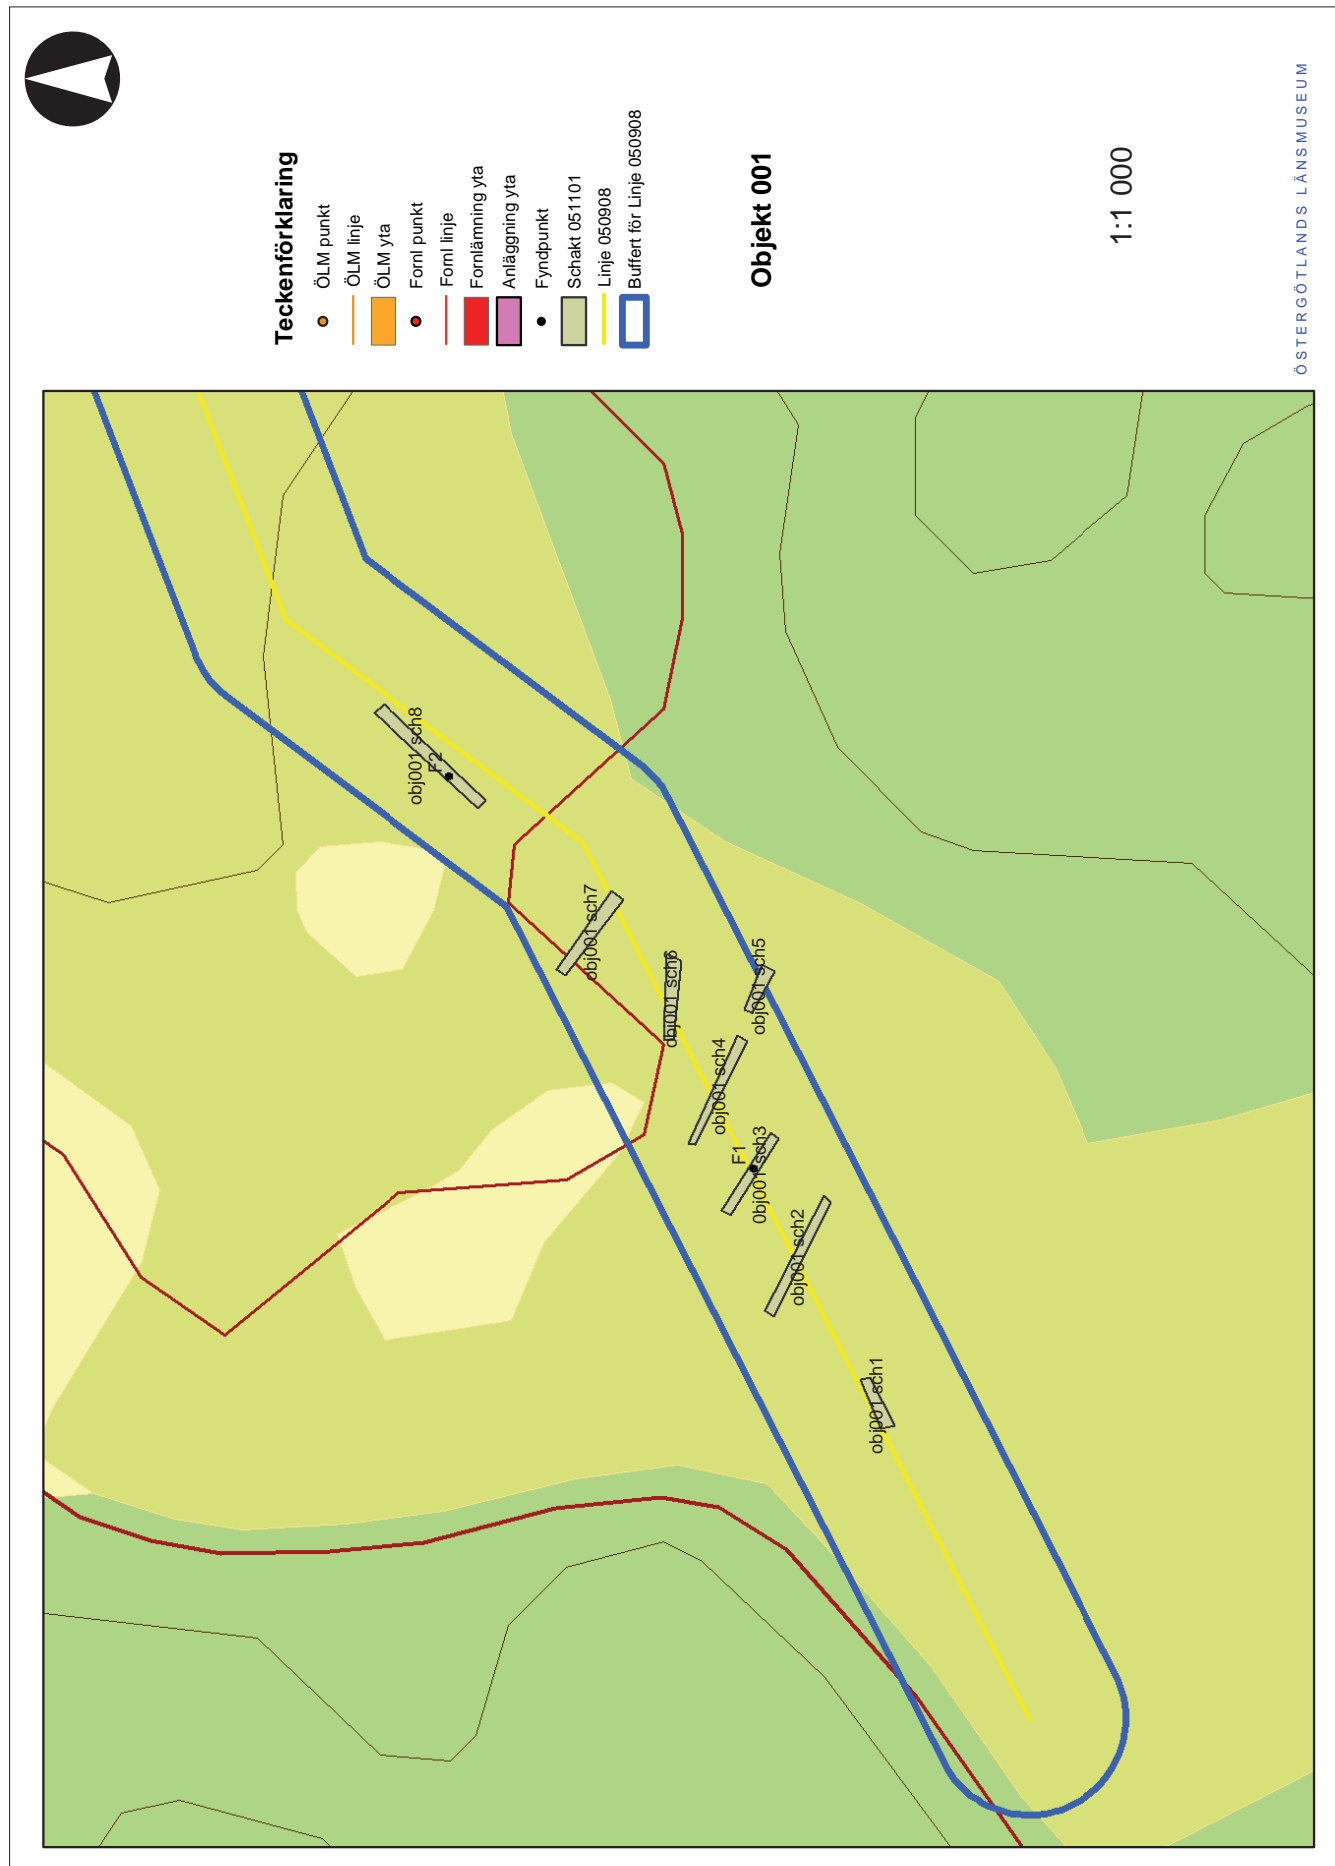 Teckenförklaring
ÖLM punkt
ÖLM linje
ÖLM yta
Fornl punkt
Fornl linje
Fornlämning yta
Anläggning yta
Fyndpunkt
Schakt 051101
Linje 050908
Buffert för Linje 050908
Objekt 001
1:1 000
ÖSTERGÖTLANDS LÄNSMUSEUM
obj001 sch8
F2
obj001 sch7
obj001 sch6
obj001 sch5
obj001 sch4
F1
0bj001 sch3
obj001 sch2
obj001 sch1